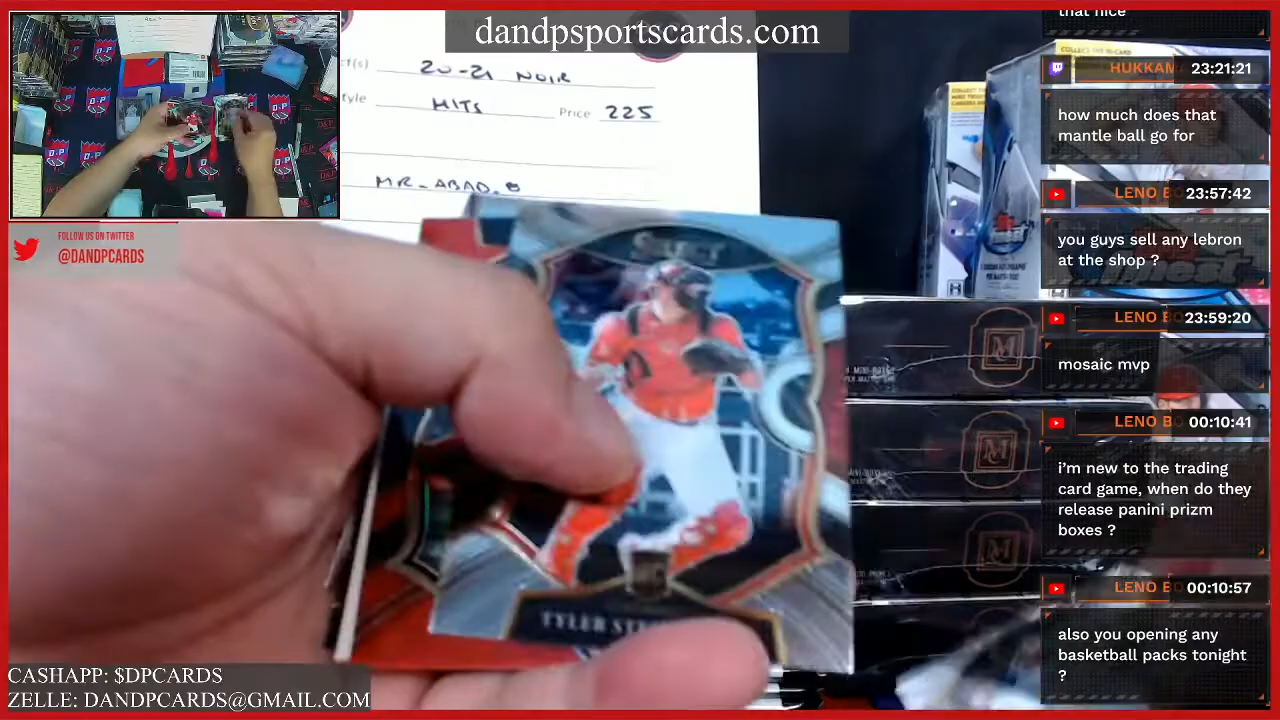 dandpsportscards.com
20-21 NOIR
tyle HITS Price 225
MR_ABAD_8
FOLLOW US ON TWITTER
@DANDPCARDS
SELECT
TYLER
CASHAPP: $DPCARDS
ZELLE: DANDPCARDS@GMAIL.COM
that nice
HUKKAM 23:21:21
how much does that
mantle ball go for
LENO B 23:57:42
you guys sell any lebron
at the shop ?
LENO B 23:59:20
mosaic mvp
LENO B 00:10:41
i'm new to the trading
card game, when do they
release panini prizm
boxes ?
LENO B 00:10:57
also you opening any
basketball packs tonight
?